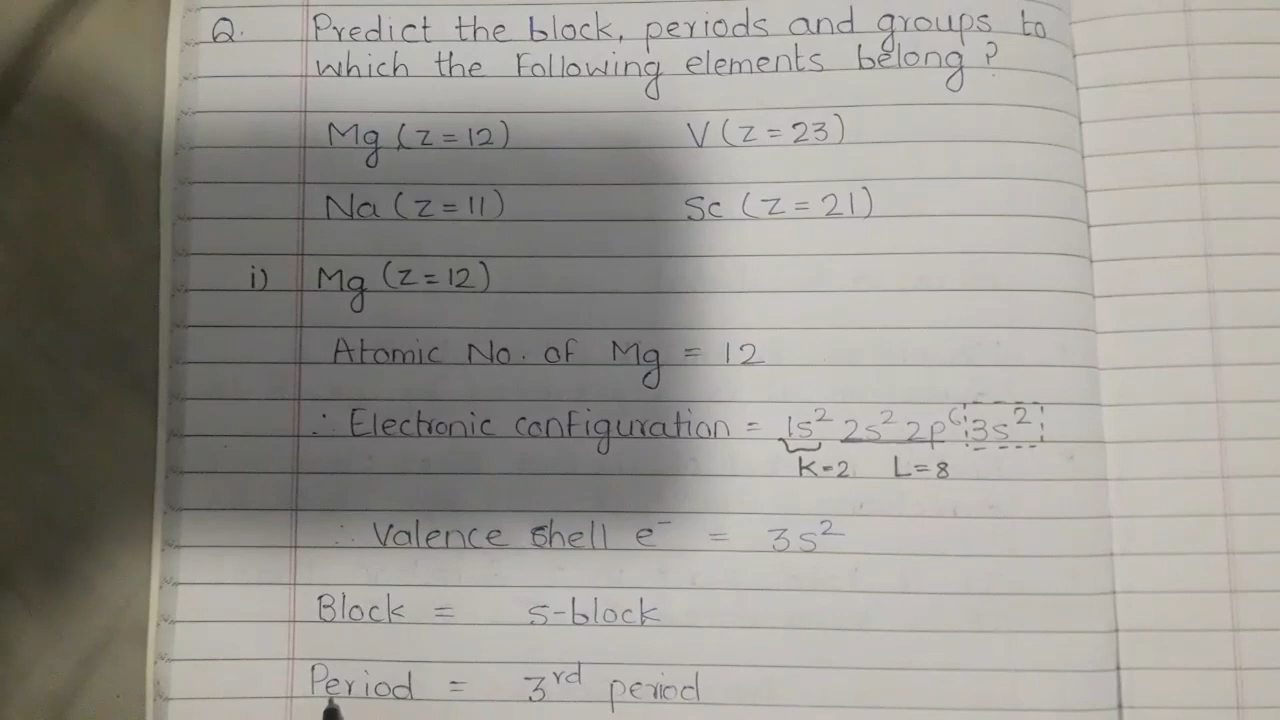 Q. Predict the block, periods and groups to
which the following elements belong?
Mg (Z=12) V (Z=23)
Na (Z=11) Sc (Z=21)
i) Mg (Z=12)
Atomic No. of Mg = 12
∴ Electronic configuration = 1s² 2s² 2p⁶ 3s²
K=2 L=8
∴ Valence shell e⁻ = 3s²
Block = s-block
Period = 3ʳᵈ period